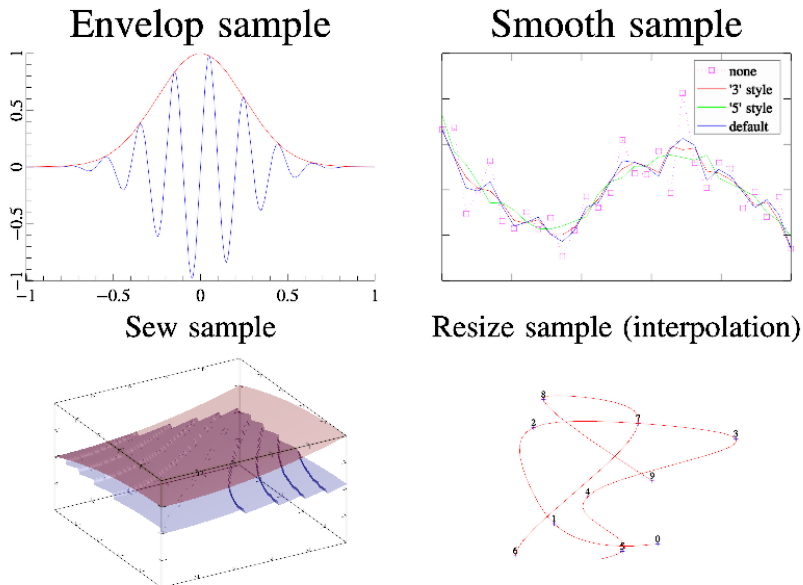 Envelop sample
Smooth sample
1
0.5
0
−0.5
−1
−1
−0.5
0
0.5
1
none
'3' style
'5' style
default
Sew sample
Resize sample (interpolation)
8
2
7
3
9
4
1
0
6